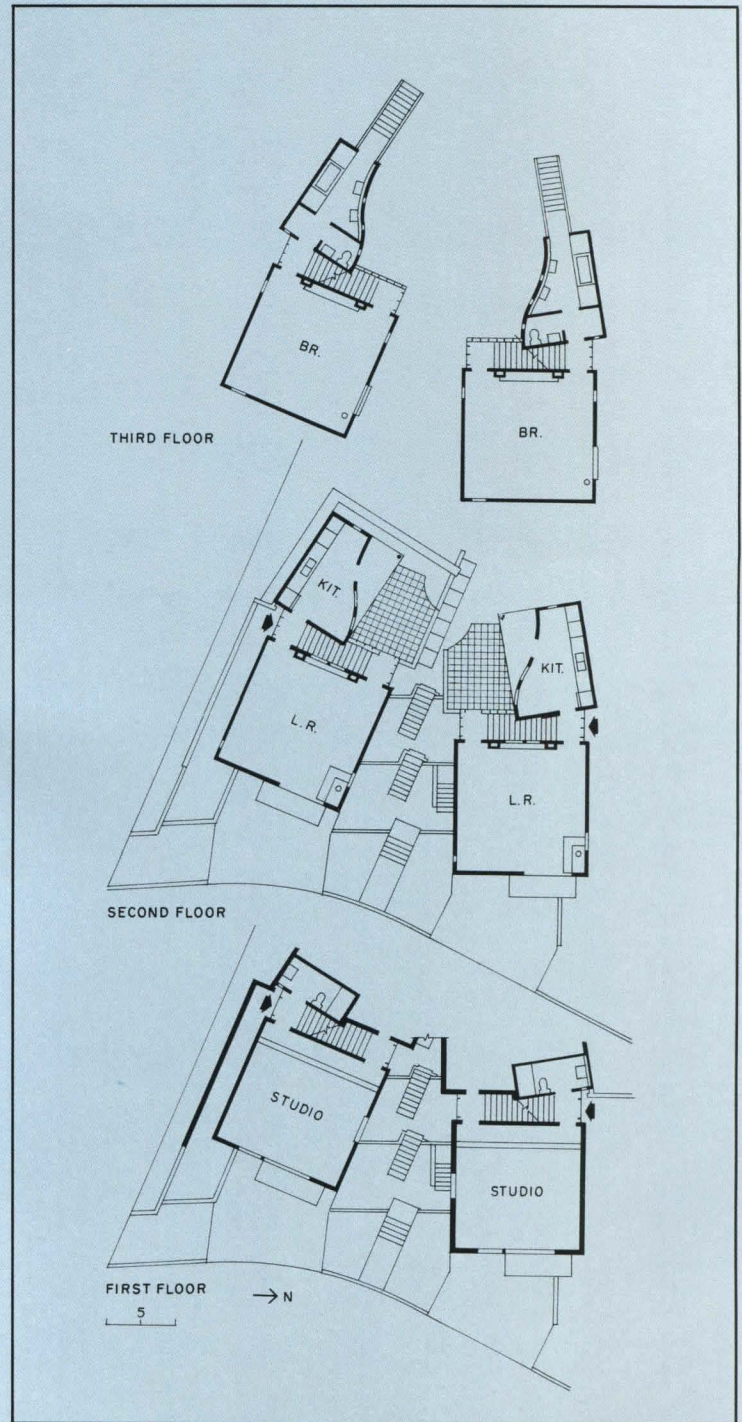 BR.
BR.
THIRD FLOOR
KIT.
KIT.
L.R.
L.R.
SECOND FLOOR
STUDIO
STUDIO
FIRST FLOOR
N
5